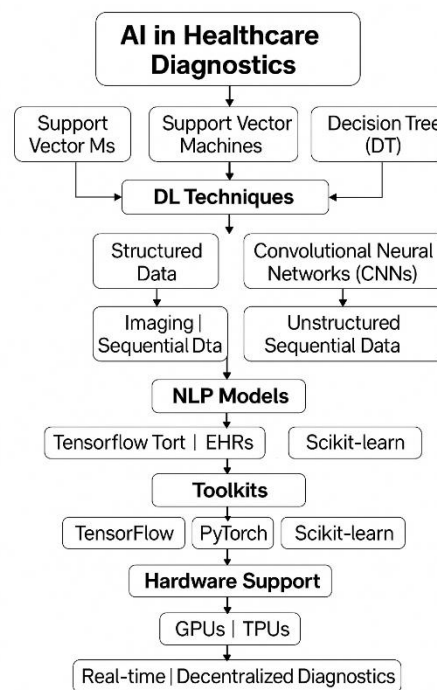 AI in Healthcare
Diagnostics
Support
Vector Ms
Support Vector
Machines
Decision Tree
(DT)
DL Techniques
Structured
Data
Convolutional Neural
Networks (CNNs)
Imaging |
Sequential Dta
Unstructured
Sequential Data
NLP Models
Tensorflow Tort | EHRs
Scikit-learn
Toolkits
TensorFlow
PyTorch
Scikit-learn
Hardware Support
GPUs | TPUs
Real-time | Decentralized Diagnostics